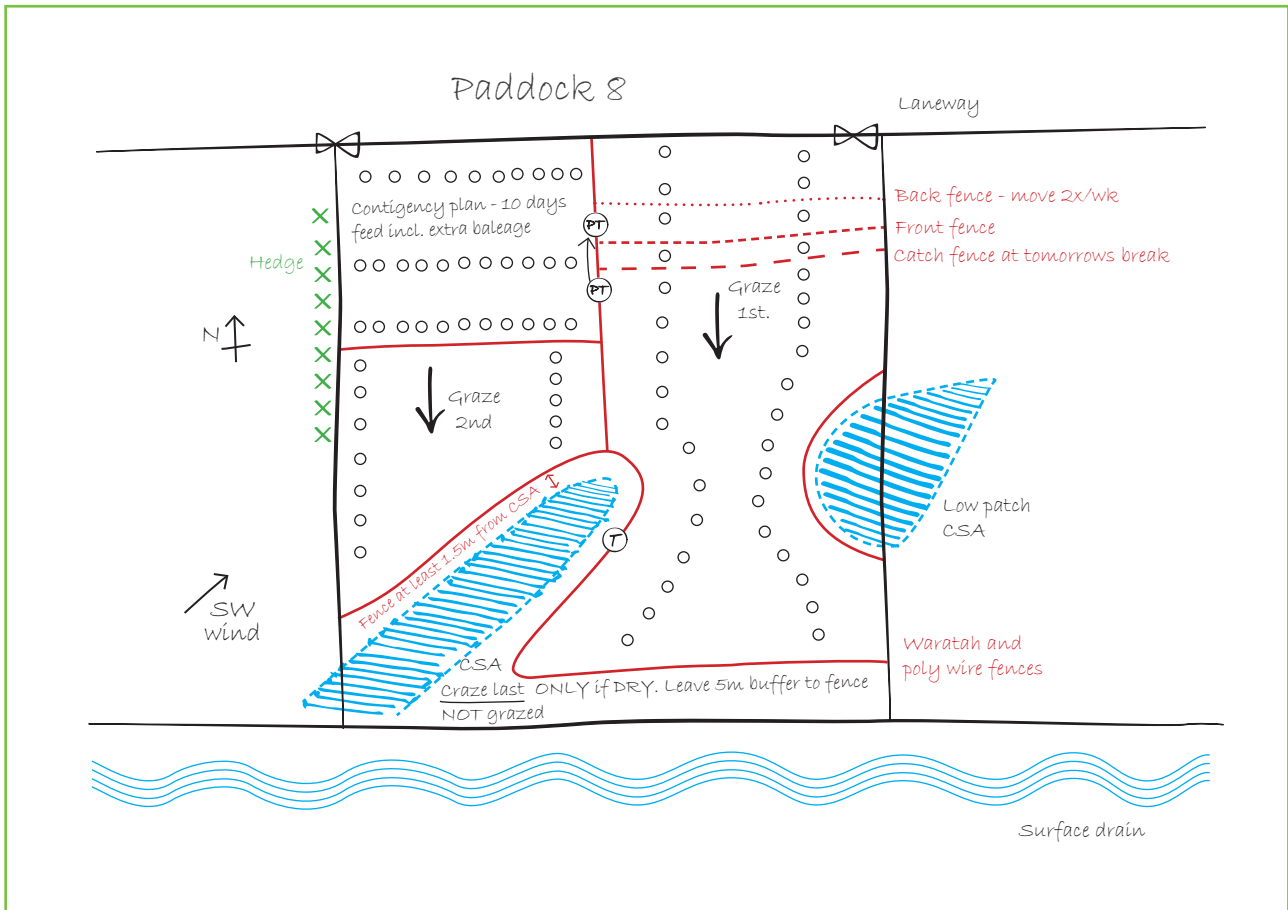 Paddock 8
Laneway
Contigency plan - 10 days
feed incl. extra baleage
PT
PT
Back fence - move 2x/wk
Front fence
Catch fence at tomorrows break
Hedge
N
Graze
1st.
Graze
2nd
Fence at least 1.5m from CSA
T
Low patch
CSA
SW
wind
CSA
Craze last ONLY if DRY. Leave 5m buffer to fence
NOT grazed
Waratah and
poly wire fences
Surface drain